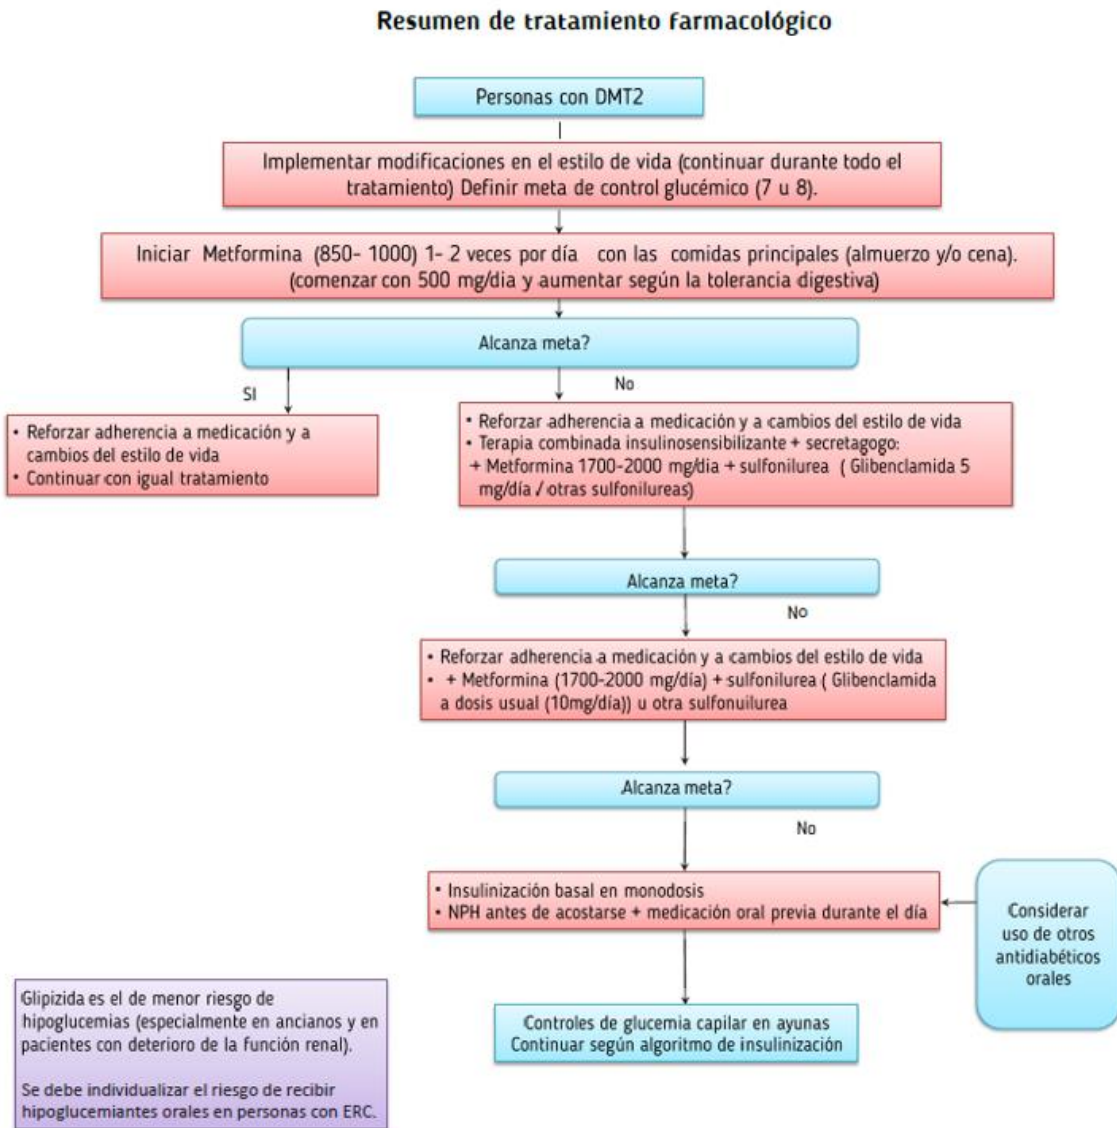 Resumen de tratamiento farmacológico
Personas con DMT2
Implementar modificaciones en el estilo de vida (continuar durante todo el
tratamiento) Definir meta de control glucémico (7 u 8).
Iniciar Metformina (850- 1000) 1- 2 veces por día con las comidas principales (almuerzo y/o cena).
(comenzar con 500 mg/dia y aumentar según la tolerancia digestiva)
Alcanza meta?
SI
No
• Reforzar adherencia a medicación y a
cambios del estilo de vida
• Continuar con igual tratamiento
• Reforzar adherencia a medicación y a cambios del estilo de vida
• Terapia combinada insulinosensibilizante + secretagogo:
+ Metformina 1700-2000 mg/dia + sulfonilurea ( Glibenclamida 5
mg/día / otras sulfonilureas)
Alcanza meta?
No
• Reforzar adherencia a medicación y a cambios del estilo de vida
• + Metformina (1700-2000 mg/día) + sulfonilurea ( Glibenclamida
a dosis usual (10mg/día)) u otra sulfonuilurea
Alcanza meta?
No
• Insulinización basal en monodosis
• NPH antes de acostarse + medicación oral previa durante el día
Considerar
uso de otros
antidiabéticos
orales
Controles de glucemia capilar en ayunas
Continuar según algoritmo de insulinización
Glipizida es el de menor riesgo de
hipoglucemias (especialmente en ancianos y en
pacientes con deterioro de la función renal).
Se debe individualizar el riesgo de recibir
hipoglucemiantes orales en personas con ERC.